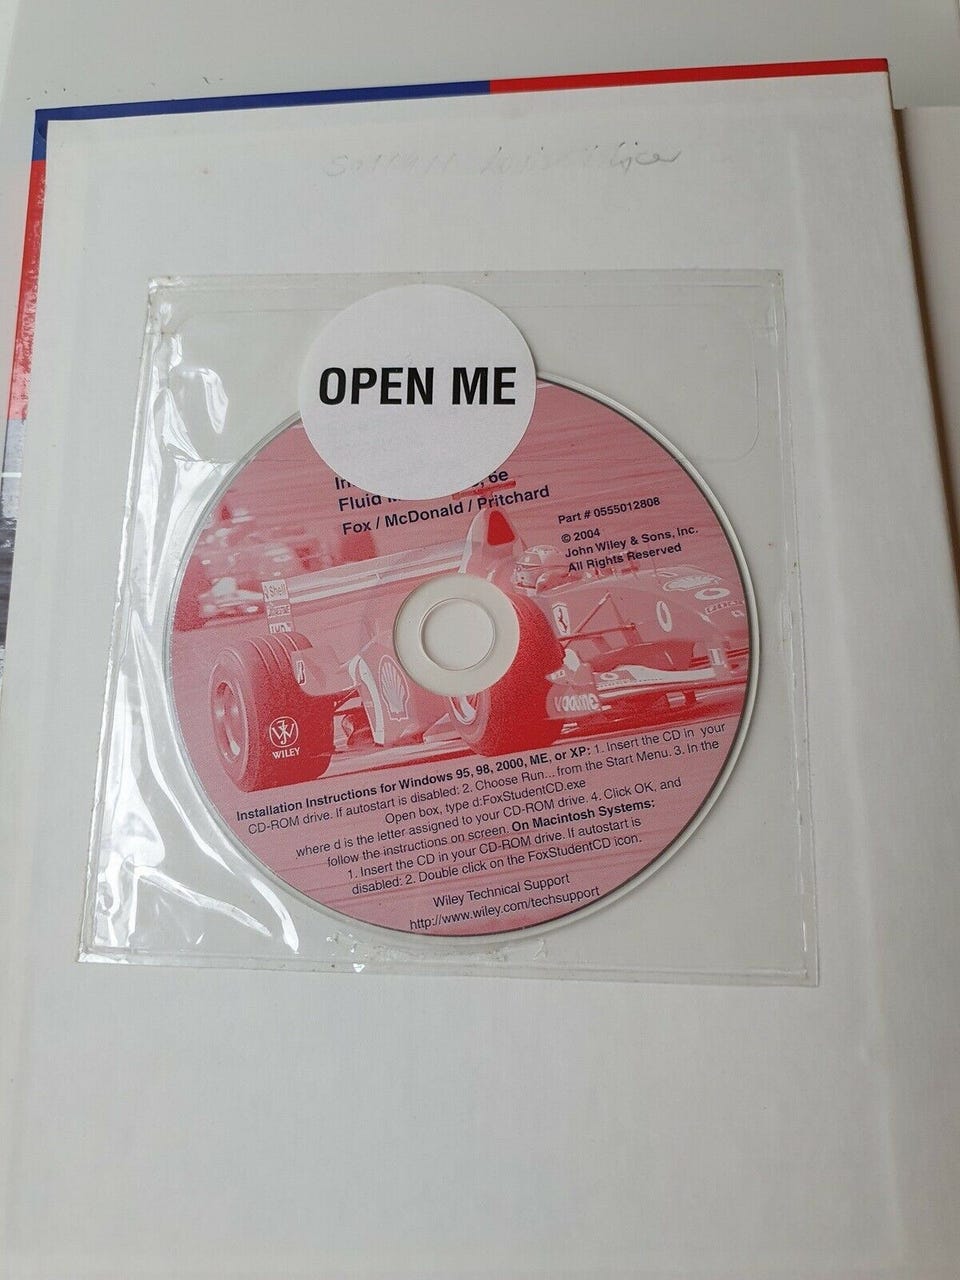 OPEN ME
6e
Fluid
Fox / McDonald / Pritchard
Part # 0555012808
© 2004
John Wiley & Sons, Inc.
All Rights Reserved
Shell
vodafone
WILEY
Installation Instructions for Windows 95, 98, 2000, ME, or XP: 1. Insert the CD in your
CD-ROM drive. If autostart is disabled: 2. Choose Run... from the Start Menu. 3. In the
Open box, type d:FoxStudentCD.exe
where d is the letter assigned to your CD-ROM drive. 4. Click OK, and
follow the instructions on screen. On Macintosh Systems:
1. Insert the CD in your CD-ROM drive. If autostart is
disabled: 2. Double click on the FoxStudentCD icon.
Wiley Technical Support
http://www.wiley.com/techsupport